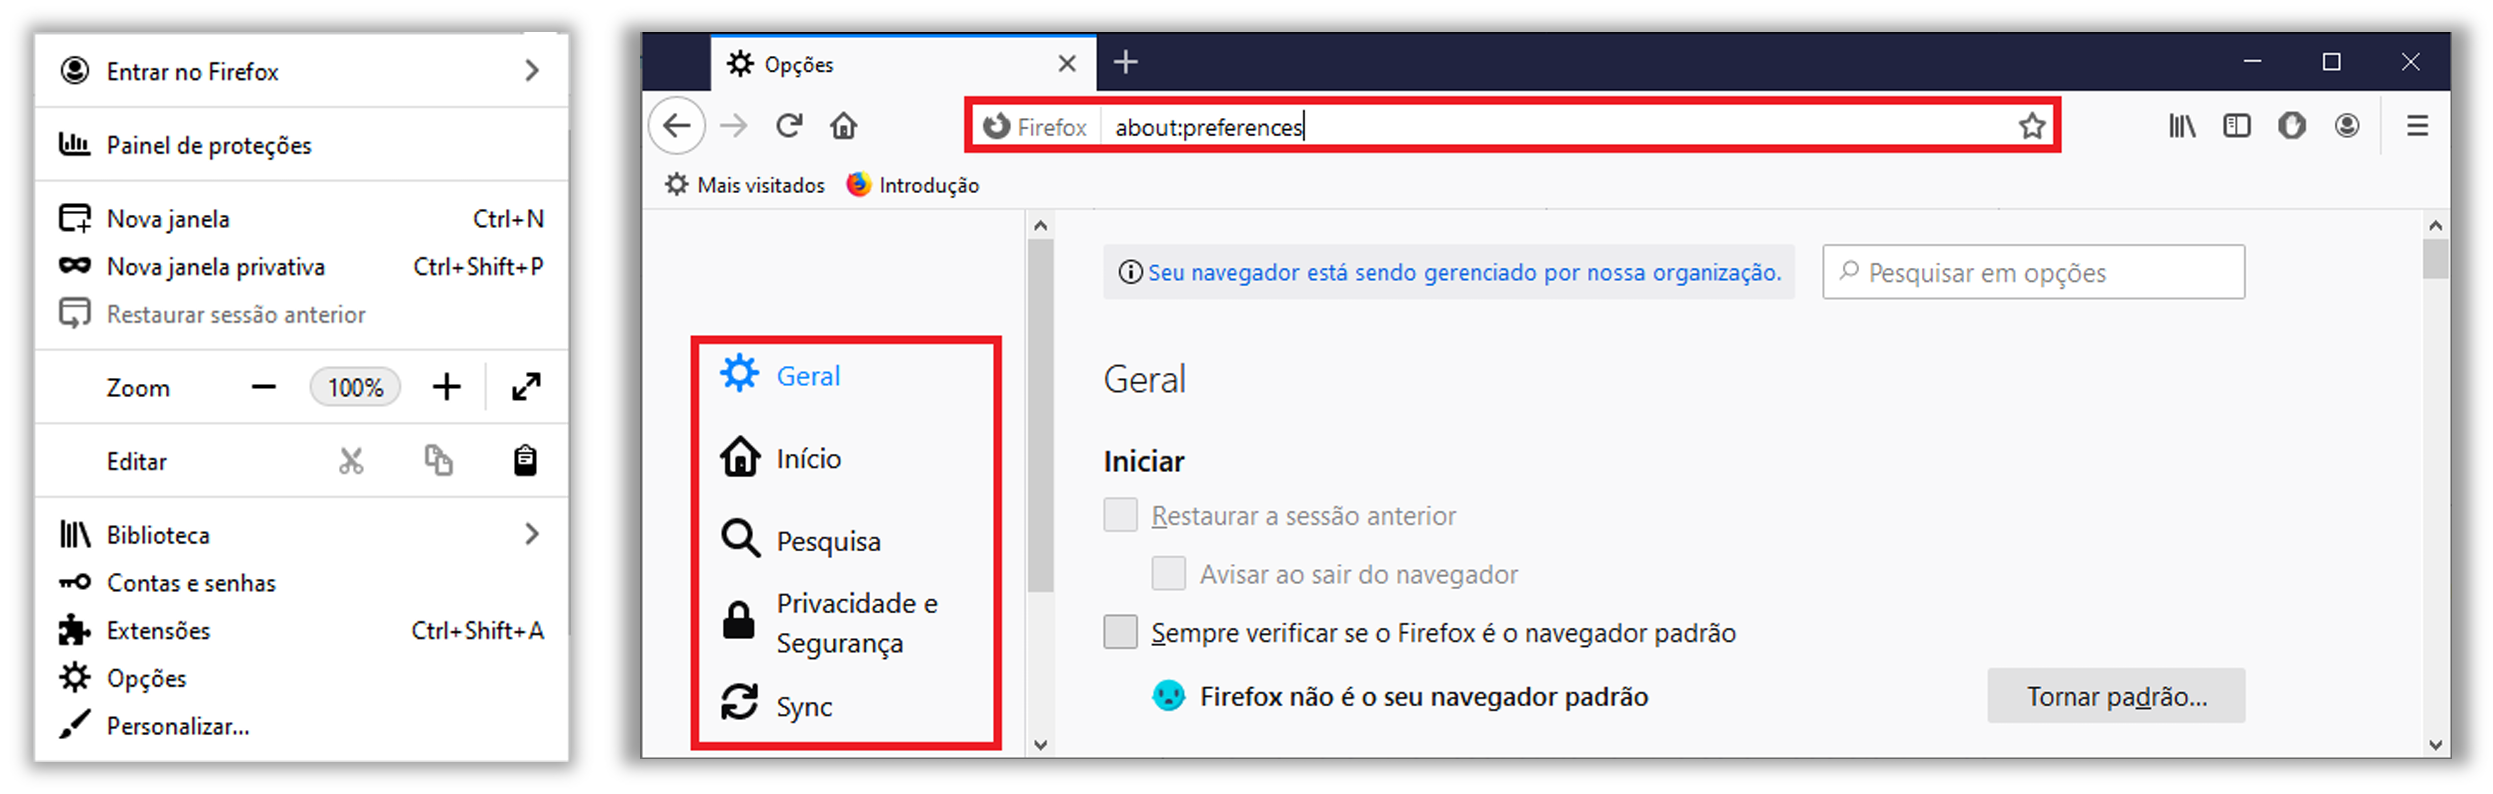 Entrar no Firefox
Painel de proteções
Nova janela Ctrl+N
Nova janela privativa Ctrl+Shift+P
Restaurar sessão anterior
Zoom 100%
Editar
Biblioteca
Contas e senhas
Extensões Ctrl+Shift+A
Opções
Personalizar...
Opções
Firefox about:preferences
Mais visitados Introdução
Seu navegador está sendo gerenciado por nossa organização.
Pesquisar em opções
Geral
Início
Pesquisa
Privacidade e
Segurança
Sync
Geral
Iniciar
Restaurar a sessão anterior
Avisar ao sair do navegador
Sempre verificar se o Firefox é o navegador padrão
Firefox não é o seu navegador padrão
Tornar padrão...